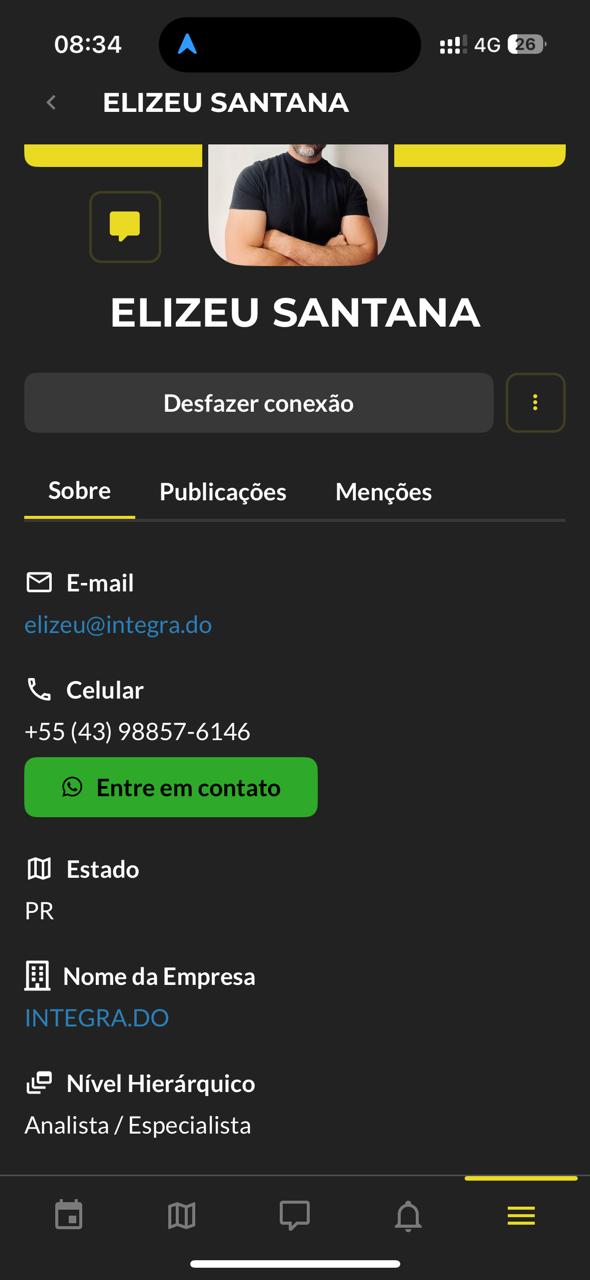 08:34
4G
26
ELIZEU SANTANA
ELIZEU SANTANA
Desfazer conexão
Sobre
Publicações
Menções
E-mail
elizeu@integra.do
Celular
+55 (43) 98857-6146
Entre em contato
Estado
PR
Nome da Empresa
INTEGRA.DO
Nível Hierárquico
Analista / Especialista